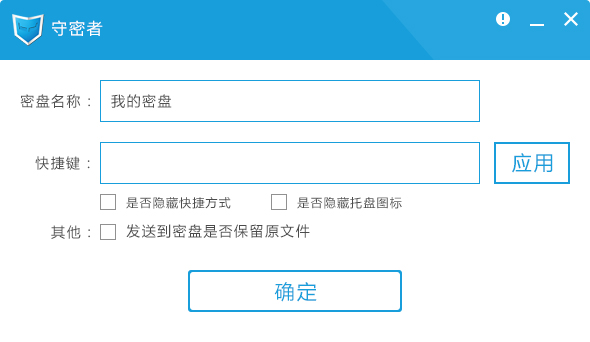 守密者
密盘名称： 我的密盘
快捷键： 应用
是否隐藏快捷方式 是否隐藏托盘图标
其他： 发送到密盘是否保留原文件
确定